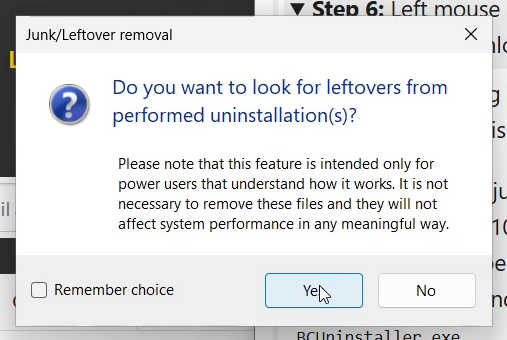 ▼ Step 6: Left mouse
Junk/Leftover removal
Do you want to look for leftovers from
performed uninstallation(s)?
Please note that this feature is intended only for
power users that understand how it works. It is not
necessary to remove these files and they will not
affect system performance in any meaningful way.
Remember choice
Yes
No
BCUninstaller.exe